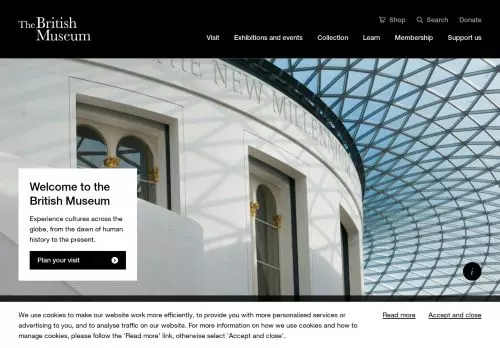 The British
Museum
Shop Search Donate
Visit Exhibitions and events Collection Learn Membership Support us
THE NEW MILLENNI
Welcome to the
British Museum
Experience cultures across the
globe, from the dawn of human
history to the present.
Plan your visit
i
We use cookies to make our website work more efficiently, to provide you with more personalised services or
advertising to you, and to analyse traffic on our website. For more information on how we use cookies and how to
manage cookies, please follow the 'Read more' link, otherwise select 'Accept and close'.
Read more Accept and close